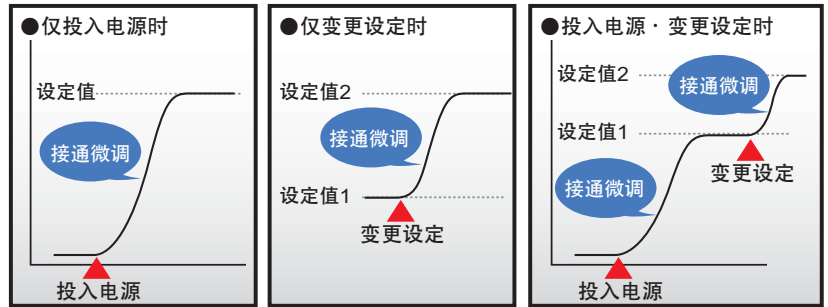 ●仅投入电源时
设定值
接通微调
投入电源
●仅变更设定时
设定值2
接通微调
设定值1
变更设定
●投入电源·变更设定时
设定值2
接通微调
设定值1
变更设定
接通微调
投入电源